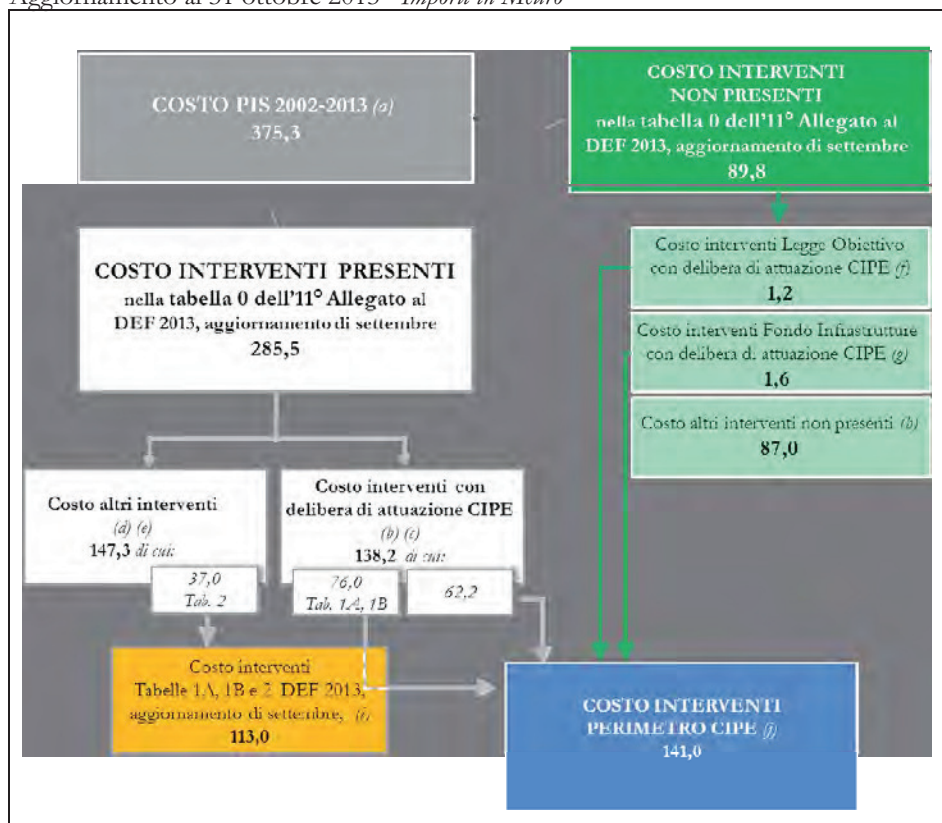 Aggiornamento al 31 ottobre 2013 - Importi in Meuro
COSTO PIS 2002-2013 (a)
375,3
COSTO INTERVENTI
NON PRESENTI
nella tabella 0 dell'11° Allegato al
DEF 2013, aggiornamento di settembre
89,8
COSTO INTERVENTI PRESENTI
nella tabella 0 dell'11° Allegato al
DEF 2013, aggiornamento di settembre
285,5
Costo interventi Legge Obiettivo
con delibera di attuazione CIPE (f)
1,2
Costo interventi Fondo Infrastrutture
con delibera di attuazione CIPE (g)
1,6
Costo altri interventi non presenti (h)
87,0
Costo altri interventi
(d) (e)
147,3 di cui:
37,0
Tab. 2
Costo interventi con
delibera di attuazione CIPE
(b) (c)
138,2 di cui:
76,0
Tab. 1A, 1B
62,2
Costo interventi
Tabelle 1A, 1B e 2 DEF 2013,
aggiornamento di settembre, (i)
113,0
COSTO INTERVENTI
PERIMETRO CIPE (j)
141,0